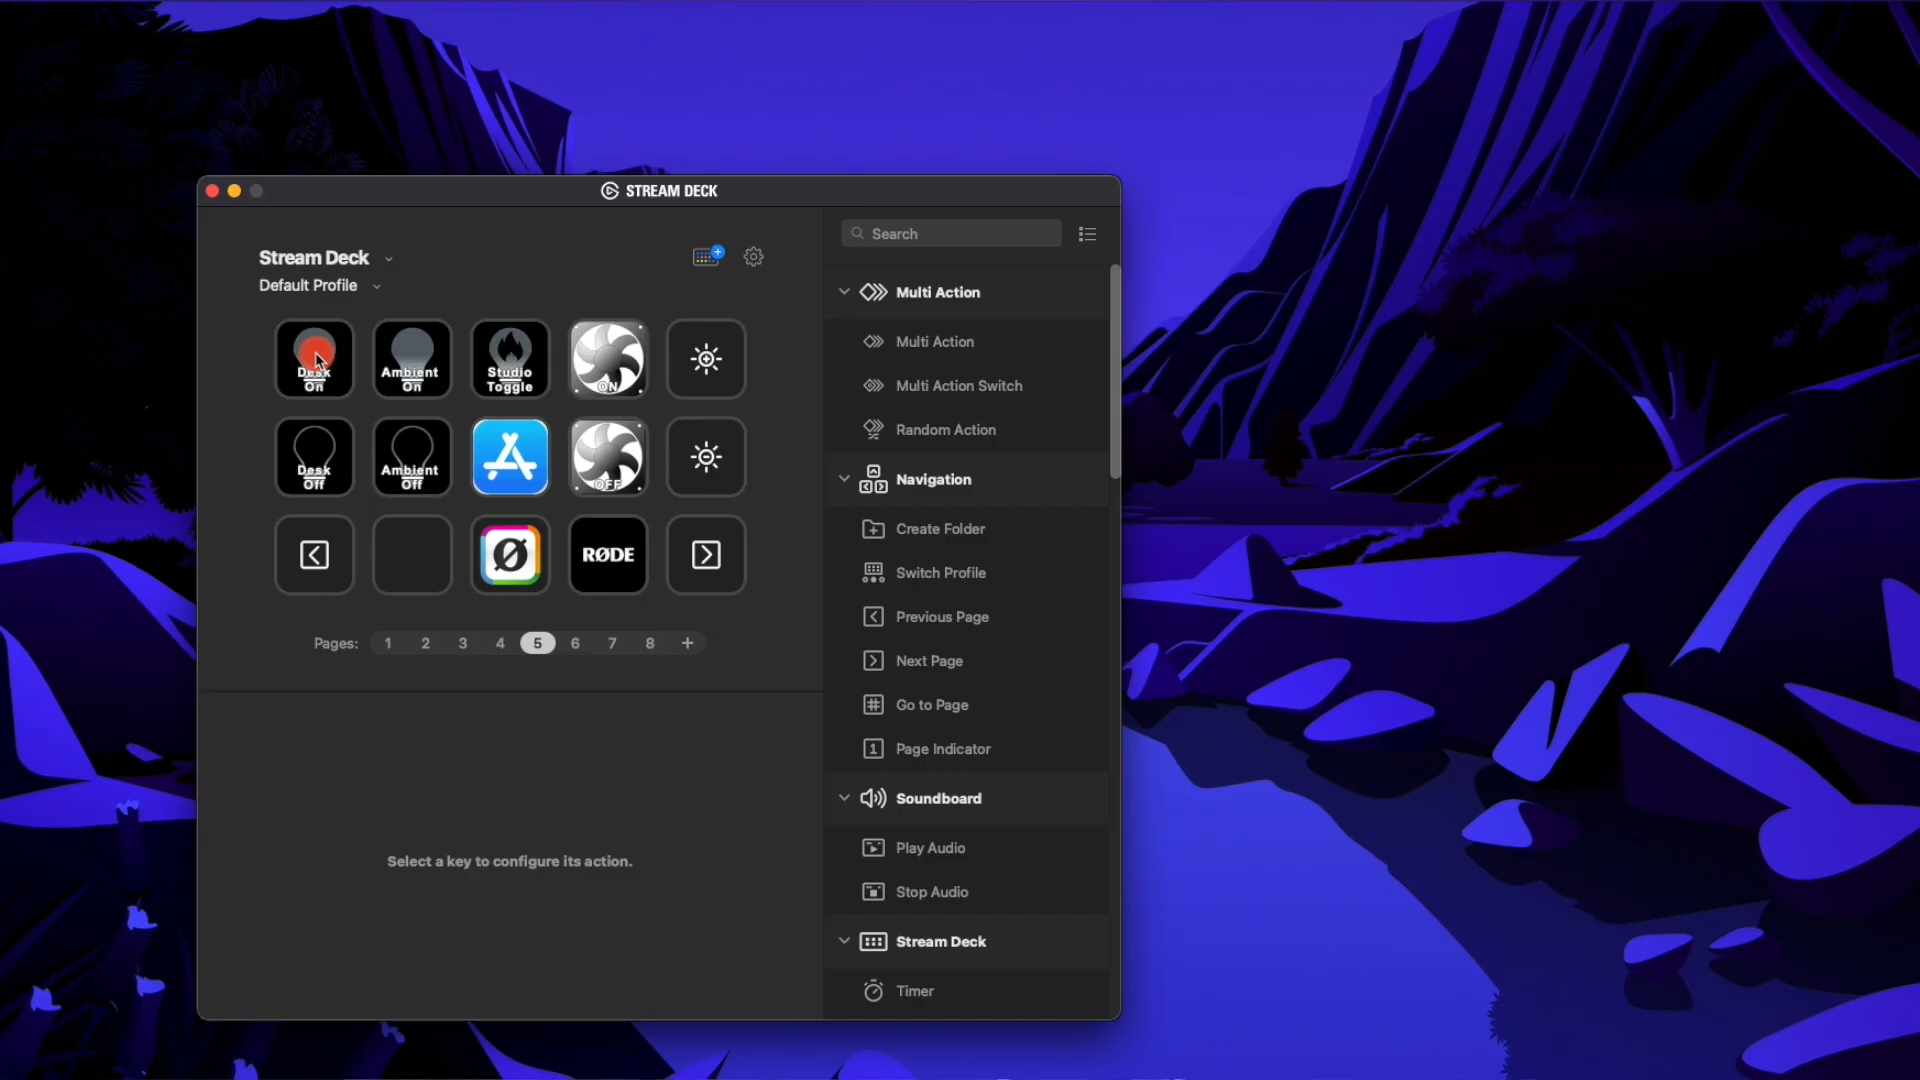 STREAM DECK
Stream Deck
Default Profile
Desk
On
Ambient
On
Studio
Toggle
ON
Desk
Off
Ambient
Off
OFF
RØDE
Pages: 1 2 3 4 5 6 7 8 +
Select a key to configure its action.
Search
Multi Action
Multi Action
Multi Action Switch
Random Action
Navigation
Create Folder
Switch Profile
Previous Page
Next Page
Go to Page
Page Indicator
Soundboard
Play Audio
Stop Audio
Stream Deck
Timer